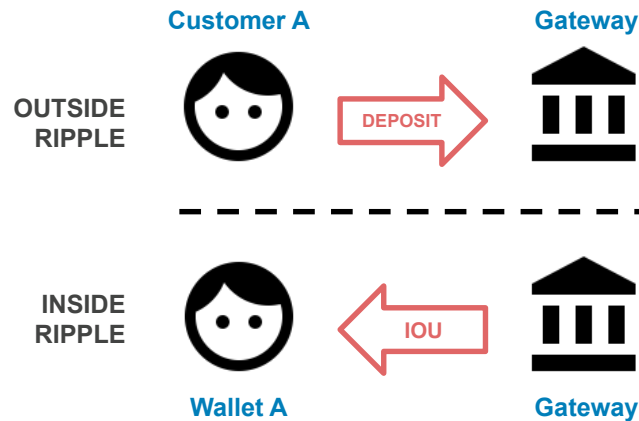 Customer A
Gateway
OUTSIDE
RIPPLE
DEPOSIT
INSIDE
RIPPLE
IOU
Wallet A
Gateway